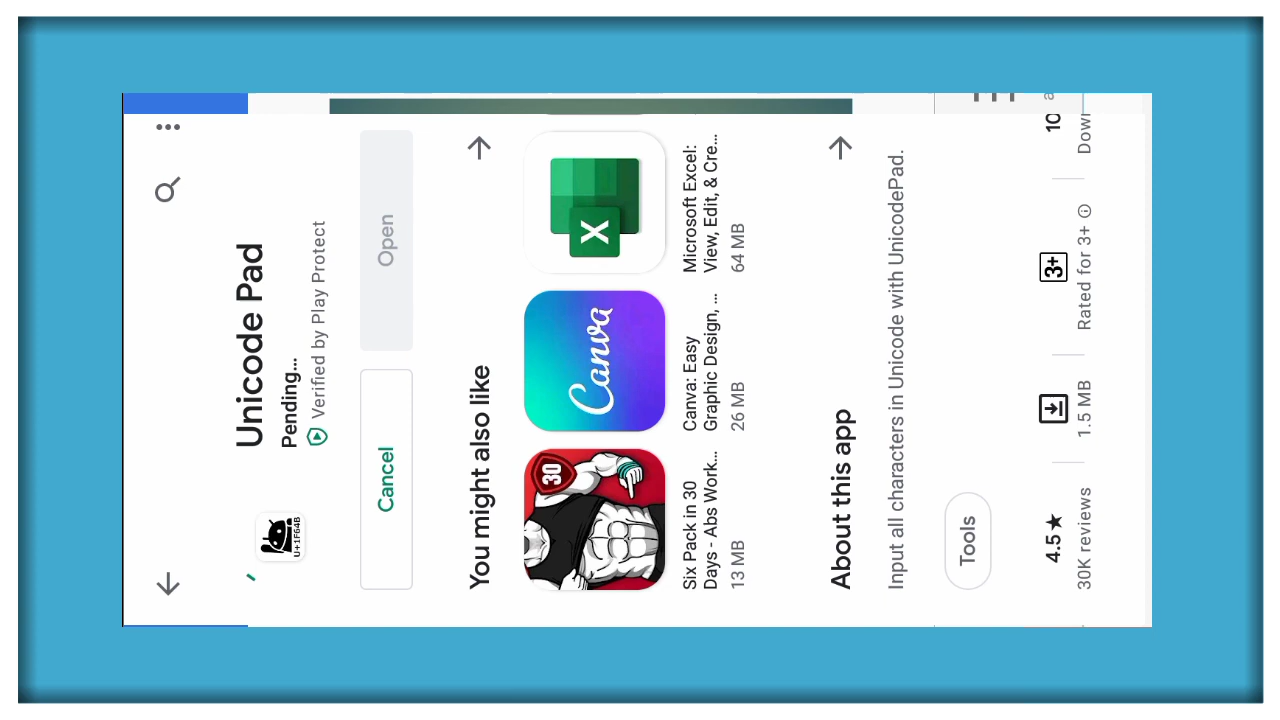 Unicode Pad
Pending...
Verified by Play Protect
U+1F64B
Cancel
Open
You might also like
30
Canva
X
Six Pack in 30
Days - Abs Work...
13 MB
Canva: Easy
Graphic Design, ...
26 MB
Microsoft Excel:
View, Edit, & Cre...
64 MB
About this app
Input all characters in Unicode with UnicodePad.
Tools
4.5★
30K reviews
1.5 MB
3+
Rated for 3+
10